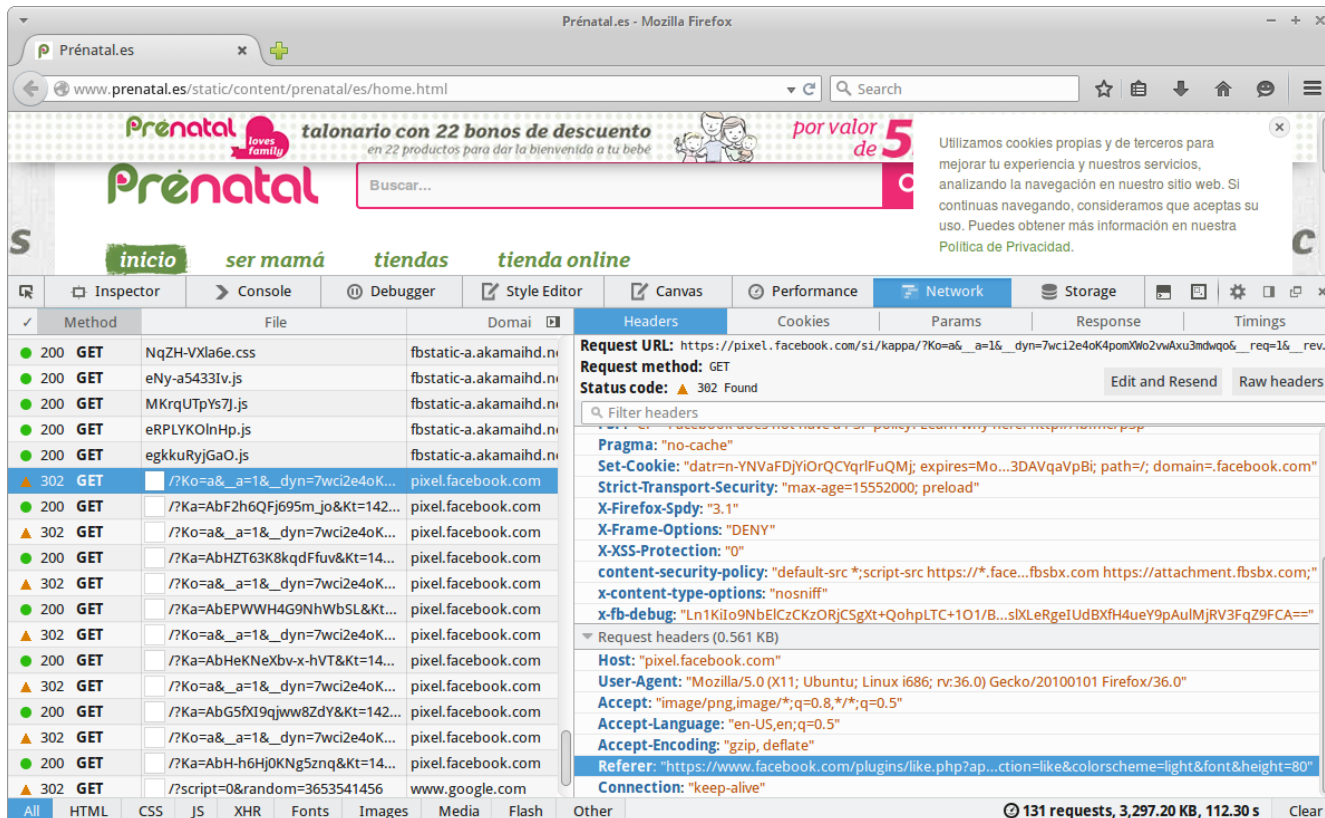 Prénatal.es - Mozilla Firefox
Prénatal.es
www.prenatal.es/static/content/prenatal/es/home.html
Search
Prénatal loves family
talonario con 22 bonos de descuento
en 22 productos para dar la bienvenida a tu bebé
por valor
de 5
Utilizamos cookies propias y de terceros para
mejorar tu experiencia y nuestros servicios,
analizando la navegación en nuestro sitio web. Si
continuas navegando, consideramos que aceptas su
uso. Puedes obtener más información en nuestra
Política de Privacidad.
Prénatal
Buscar...
s
c
inicio ser mamá tiendas tienda online
Inspector Console Debugger Style Editor Canvas Performance Network Storage
✓ Method File Domai
Headers Cookies Params Response Timings
200 GET NqZH-VXla6e.css fbstatic-a.akamaihd.n
200 GET eNy-a5433Iv.js fbstatic-a.akamaihd.n
200 GET MKrqUTpYs7J.js fbstatic-a.akamaihd.n
200 GET eRPLYKOlnHp.js fbstatic-a.akamaihd.n
200 GET egkkuRyjGaO.js fbstatic-a.akamaihd.n
302 GET /?Ko=a&__a=1&__dyn=7wci2e4oK... pixel.facebook.com
200 GET /?Ka=AbF2h6QFj695m_jo&Kt=142... pixel.facebook.com
302 GET /?Ko=a&__a=1&__dyn=7wci2e4oK... pixel.facebook.com
200 GET /?Ka=AbHZT63K8kqdFfuv&Kt=14... pixel.facebook.com
302 GET /?Ko=a&__a=1&__dyn=7wci2e4oK... pixel.facebook.com
200 GET /?Ka=AbEPWWH4G9NhWbSL&Kt... pixel.facebook.com
302 GET /?Ko=a&__a=1&__dyn=7wci2e4oK... pixel.facebook.com
200 GET /?Ka=AbHeKNeXbv-x-hVT&Kt=14... pixel.facebook.com
302 GET /?Ko=a&__a=1&__dyn=7wci2e4oK... pixel.facebook.com
200 GET /?Ka=AbG5fXI9qjww8ZdY&Kt=142... pixel.facebook.com
302 GET /?Ko=a&__a=1&__dyn=7wci2e4oK... pixel.facebook.com
200 GET /?Ka=AbH-h6Hj0KNg5znq&Kt=14... pixel.facebook.com
302 GET /?script=0&random=3653541456 www.google.com
Request URL: https://pixel.facebook.com/si/kappa/?Ko=a&__a=1&__dyn=7wci2e4oK4pomXWo2vwAxu3mdwqo&__req=1&__rev.
Request method: GET
Status code: 302 Found
Edit and Resend Raw headers
Filter headers
Pragma: "no-cache"
Set-Cookie: "datr=n-YNVaFDjYiOrQCYqrlFuQMj; expires=Mo...3DAVqaVpBi; path=/; domain=.facebook.com"
Strict-Transport-Security: "max-age=15552000; preload"
X-Firefox-Spdy: "3.1"
X-Frame-Options: "DENY"
X-XSS-Protection: "0"
content-security-policy: "default-src *;script-src https://*.face...fbsbx.com https://attachment.fbsbx.com;"
x-content-type-options: "nosniff"
x-fb-debug: "Ln1KiIo9NbElCzCKzORjCSgXt+QohpLTC+1O1/B...slXLeRgeIUdBXfH4ueY9pAulMjRV3FqZ9FCA=="
Request headers (0.561 KB)
Host: "pixel.facebook.com"
User-Agent: "Mozilla/5.0 (X11; Ubuntu; Linux i686; rv:36.0) Gecko/20100101 Firefox/36.0"
Accept: "image/png,image/*;q=0.8,*/*;q=0.5"
Accept-Language: "en-US,en;q=0.5"
Accept-Encoding: "gzip, deflate"
Referer: "https://www.facebook.com/plugins/like.php?ap...ction=like&colorscheme=light&font&height=80"
Connection: "keep-alive"
All HTML CSS JS XHR Fonts Images Media Flash Other 131 requests, 3,297.20 KB, 112.30 s Clear